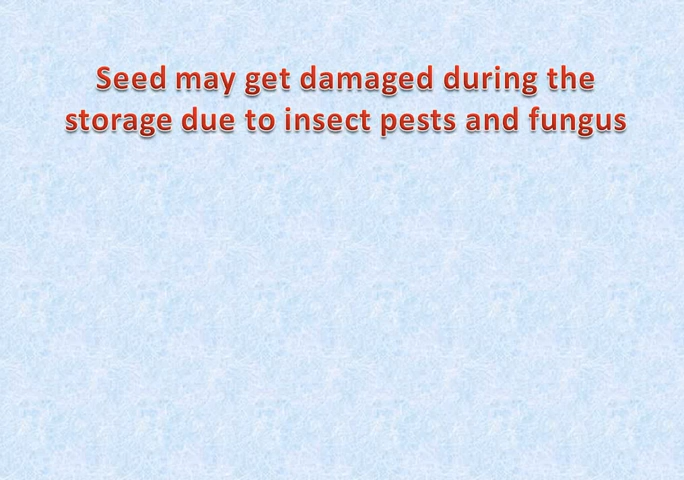 Seed may get damaged during the
storage due to insect pests and fungus